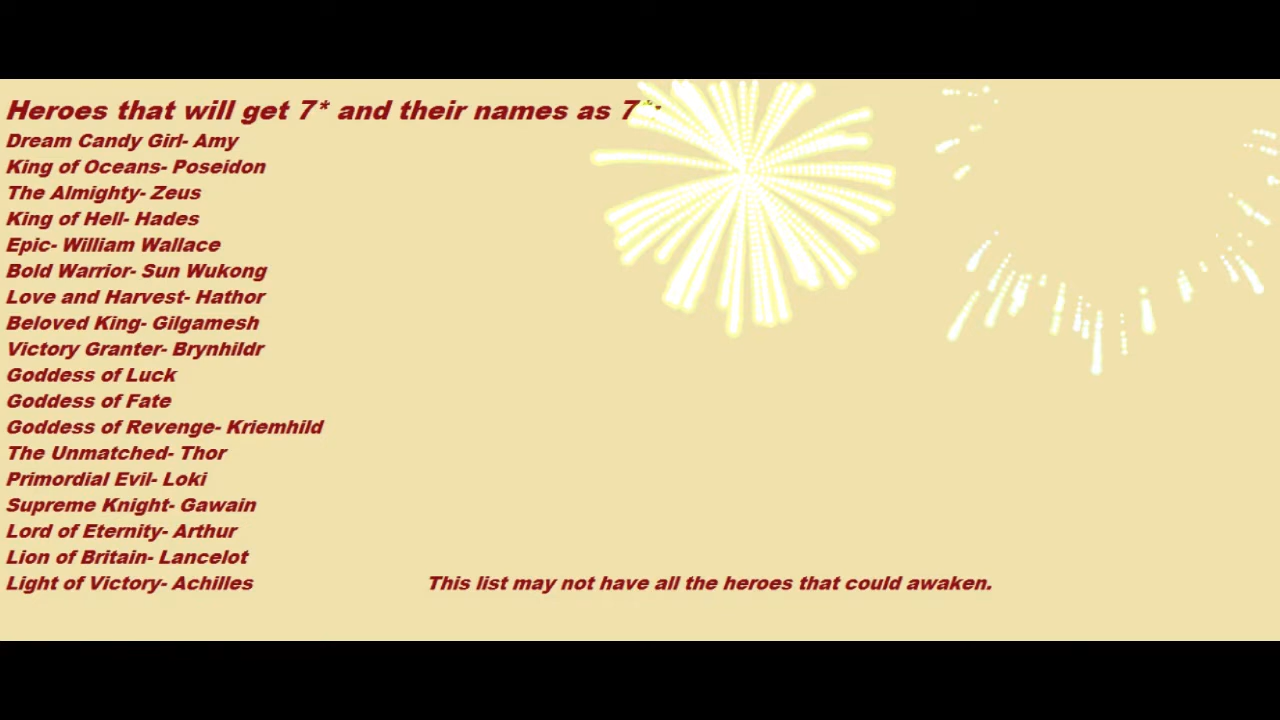 Heroes that will get 7* and their names as 7*
Dream Candy Girl- Amy
King of Oceans- Poseidon
The Almighty- Zeus
King of Hell- Hades
Epic- William Wallace
Bold Warrior- Sun Wukong
Love and Harvest- Hathor
Beloved King- Gilgamesh
Victory Granter- Brynhildr
Goddess of Luck
Goddess of Fate
Goddess of Revenge- Kriemhild
The Unmatched- Thor
Primordial Evil- Loki
Supreme Knight- Gawain
Lord of Eternity- Arthur
Lion of Britain- Lancelot
Light of Victory- Achilles
This list may not have all the heroes that could awaken.